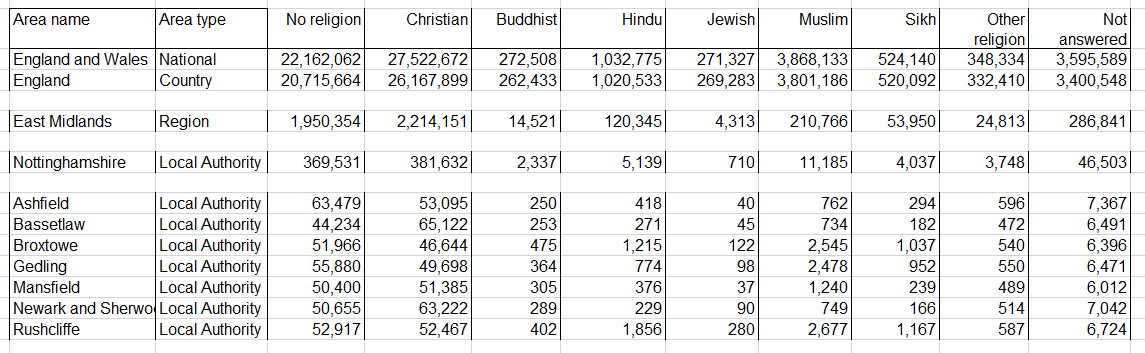 Area name Area type No religion Christian Buddhist Hindu Jewish Muslim Sikh Other religion Not answered
England and Wales National 22,162,062 27,522,672 272,508 1,032,775 271,327 3,868,133 524,140 348,334 3,595,589
England Country 20,715,664 26,167,899 262,433 1,020,533 269,283 3,801,186 520,092 332,410 3,400,548
East Midlands Region 1,950,354 2,214,151 14,521 120,345 4,313 210,766 53,950 24,813 286,841
Nottinghamshire Local Authority 369,531 381,632 2,337 5,139 710 11,185 4,037 3,748 46,503
Ashfield Local Authority 63,479 53,095 250 418 40 762 294 596 7,367
Bassetlaw Local Authority 44,234 65,122 253 271 45 734 182 472 6,491
Broxtowe Local Authority 51,966 46,644 475 1,215 122 2,545 1,037 540 6,396
Gedling Local Authority 55,880 49,698 364 774 98 2,478 952 550 6,471
Mansfield Local Authority 50,400 51,385 305 376 37 1,240 239 489 6,012
Newark and Sherwo Local Authority 50,655 63,222 289 229 90 749 166 514 7,042
Rushcliffe Local Authority 52,917 52,467 402 1,856 280 2,677 1,167 587 6,724